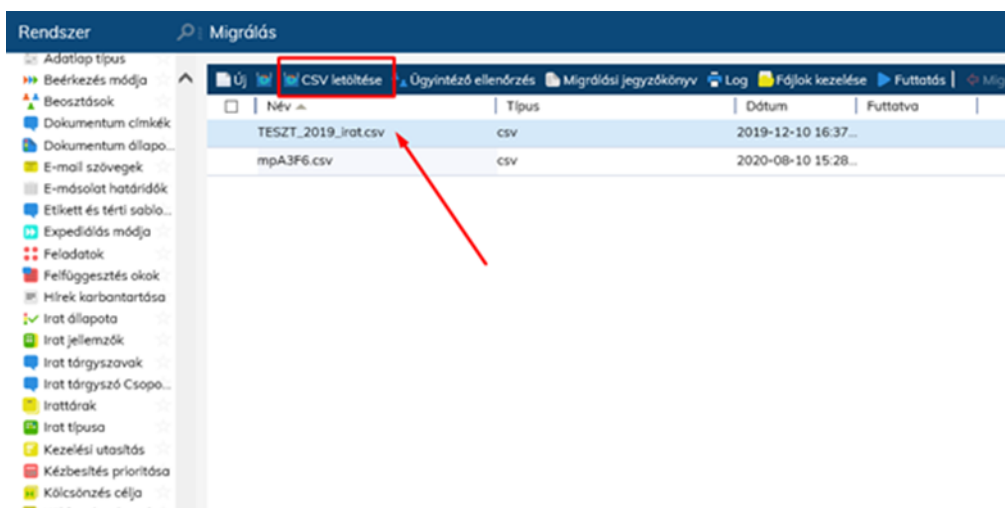 Rendszer
Migrálás
Adatlap típus
Beérkezés módja
Beosztások
Dokumentum címkék
Dokumentum állapo...
E-mail szövegek
E-másolat határidők
Etikett és térti sablo...
Expediálás módja
Feladatok
Felfüggesztés okok
Hírek karbantartása
Irat állapota
Irat jellemzők
Irat tárgyszavak
Irat tárgyszó Csopo...
Irattárak
Irat típusa
Kezelési utasítás
Kézbesítés prioritása
Kölcsönzés célja
Új CSV letöltése Ügyintéző ellenőrzés Migrálási jegyzőkönyv Log Fájlok kezelése Futtatás Mig
Név Típus Dátum Futtatva
TESZT_2019_irat.csv csv 2019-12-10 16:37...
mpA3F6.csv csv 2020-08-10 15:28...